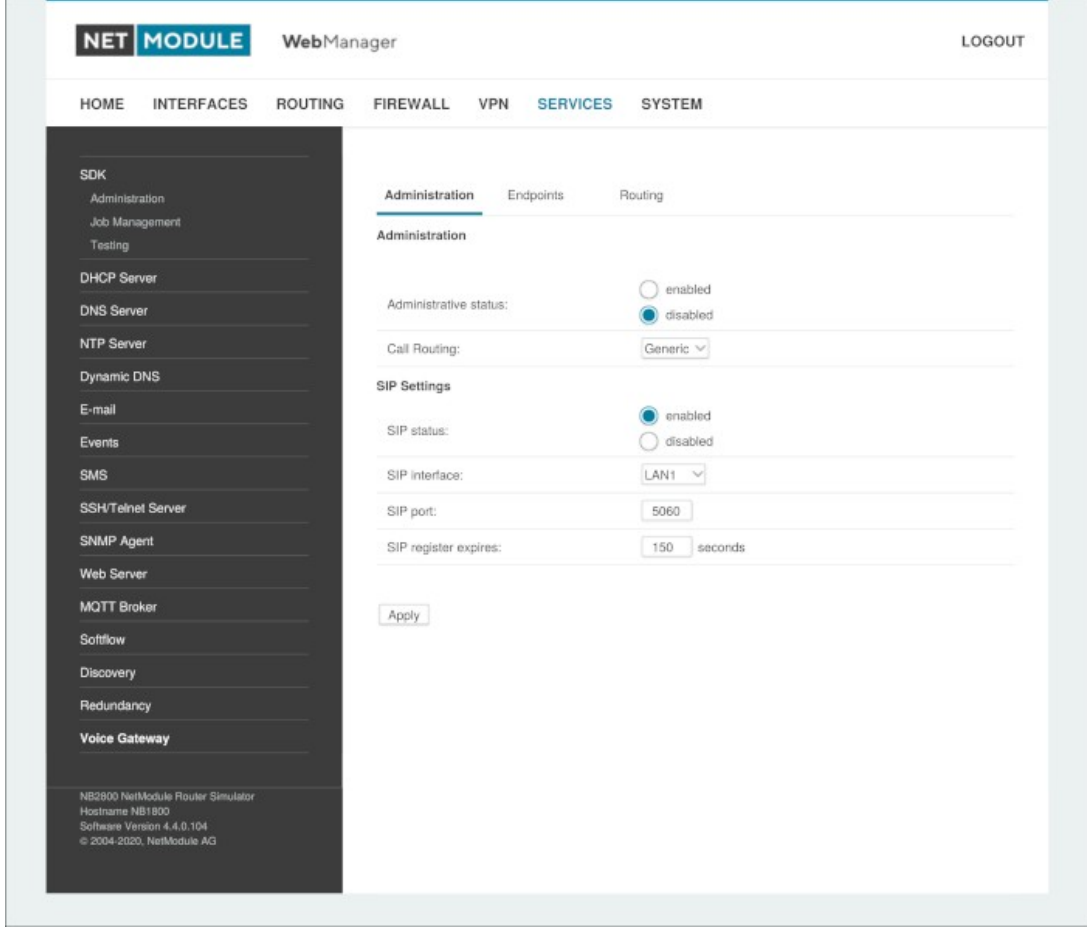 NET MODULE WebManager LOGOUT
HOME INTERFACES ROUTING FIREWALL VPN SERVICES SYSTEM
SDK
Administration
Job Management
Testing
DHCP Server
DNS Server
NTP Server
Dynamic DNS
E-mail
Events
SMS
SSH/Telnet Server
SNMP Agent
Web Server
MQTT Broker
Softflow
Discovery
Redundancy
Voice Gateway
NB2800 NetModule Router Simulator
Hostname NB1800
Software Version 4.4.0.104
© 2004-2020, NetModule AG
Administration Endpoints Routing
Administration
Administrative status:
enabled
disabled
Call Routing: Generic
SIP Settings
SIP status:
enabled
disabled
SIP interface: LAN1
SIP port: 5060
SIP register expires: 150 seconds
Apply